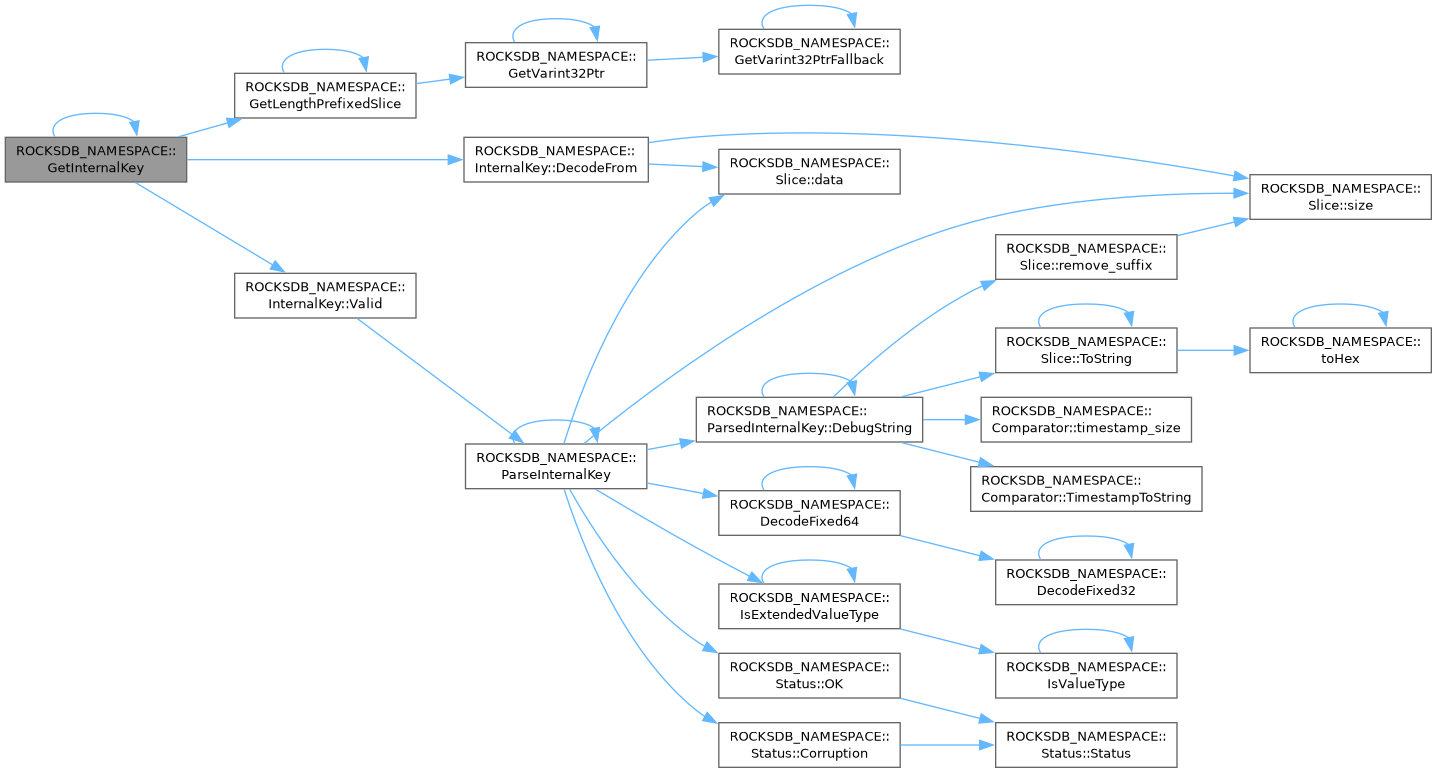 ROCKSDB_NAMESPACE::
GetInternalKey
ROCKSDB_NAMESPACE::
GetLengthPrefixedSlice
ROCKSDB_NAMESPACE::
GetVarint32Ptr
ROCKSDB_NAMESPACE::
GetVarint32PtrFallback
ROCKSDB_NAMESPACE::
InternalKey::DecodeFrom
ROCKSDB_NAMESPACE::
Slice::data
ROCKSDB_NAMESPACE::
Slice::size
ROCKSDB_NAMESPACE::
InternalKey::Valid
ROCKSDB_NAMESPACE::
ParseInternalKey
ROCKSDB_NAMESPACE::
ParsedInternalKey::DebugString
ROCKSDB_NAMESPACE::
Slice::remove_suffix
ROCKSDB_NAMESPACE::
Slice::ToString
ROCKSDB_NAMESPACE::
toHex
ROCKSDB_NAMESPACE::
Comparator::timestamp_size
ROCKSDB_NAMESPACE::
Comparator::TimestampToString
ROCKSDB_NAMESPACE::
DecodeFixed64
ROCKSDB_NAMESPACE::
DecodeFixed32
ROCKSDB_NAMESPACE::
IsExtendedValueType
ROCKSDB_NAMESPACE::
IsValueType
ROCKSDB_NAMESPACE::
Status::OK
ROCKSDB_NAMESPACE::
Status::Corruption
ROCKSDB_NAMESPACE::
Status::Status